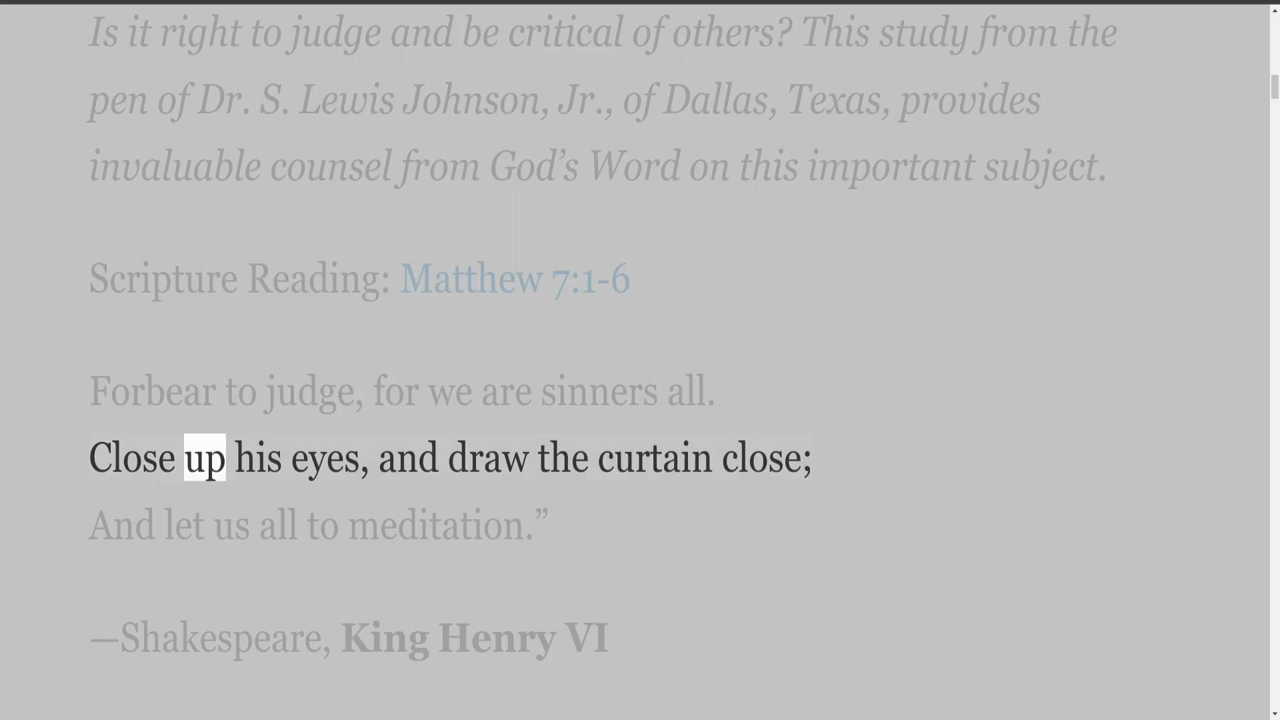 Is it right to judge and be critical of others? This study from the
pen of Dr. S. Lewis Johnson, Jr., of Dallas, Texas, provides
invaluable counsel from God’s Word on this important subject.
Scripture Reading: Matthew 7:1-6
Forbear to judge, for we are sinners all.
Close up his eyes, and draw the curtain close;
And let us all to meditation.”
—Shakespeare, King Henry VI